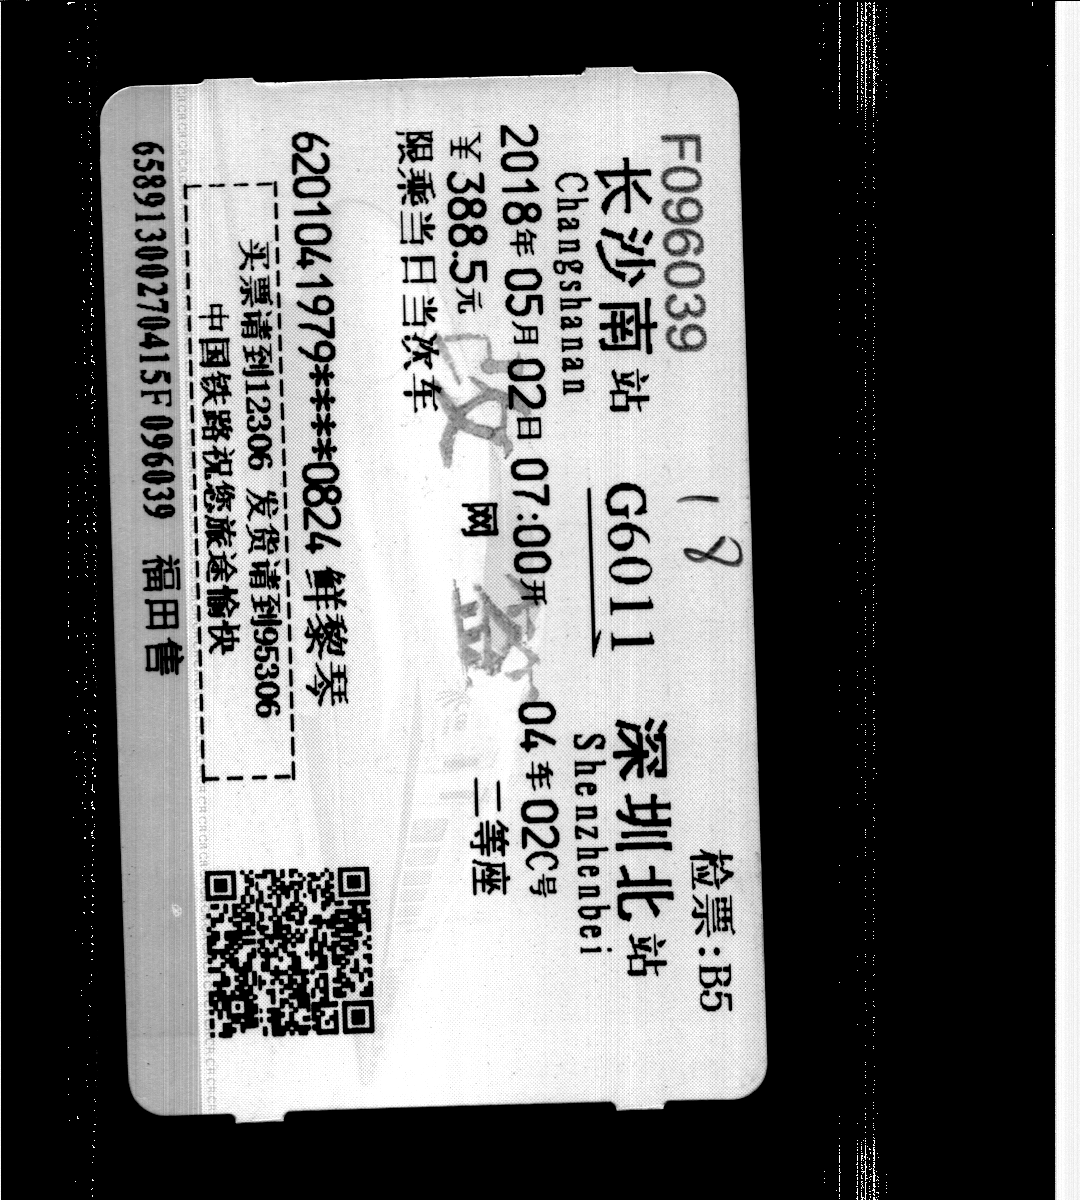 F096039 18 检票:B5
长沙南站 G6011 深圳北站
Changshanan Shenzhenbei
2018年05月02日07:00开 04车02C号
￥388.5元 网 二等座
限乘当日当次车
6201041979****0824 鲜黎琴
买票请到12306 发货请到95306
中国铁路祝您旅途愉快
65891300270415F096039 福田售